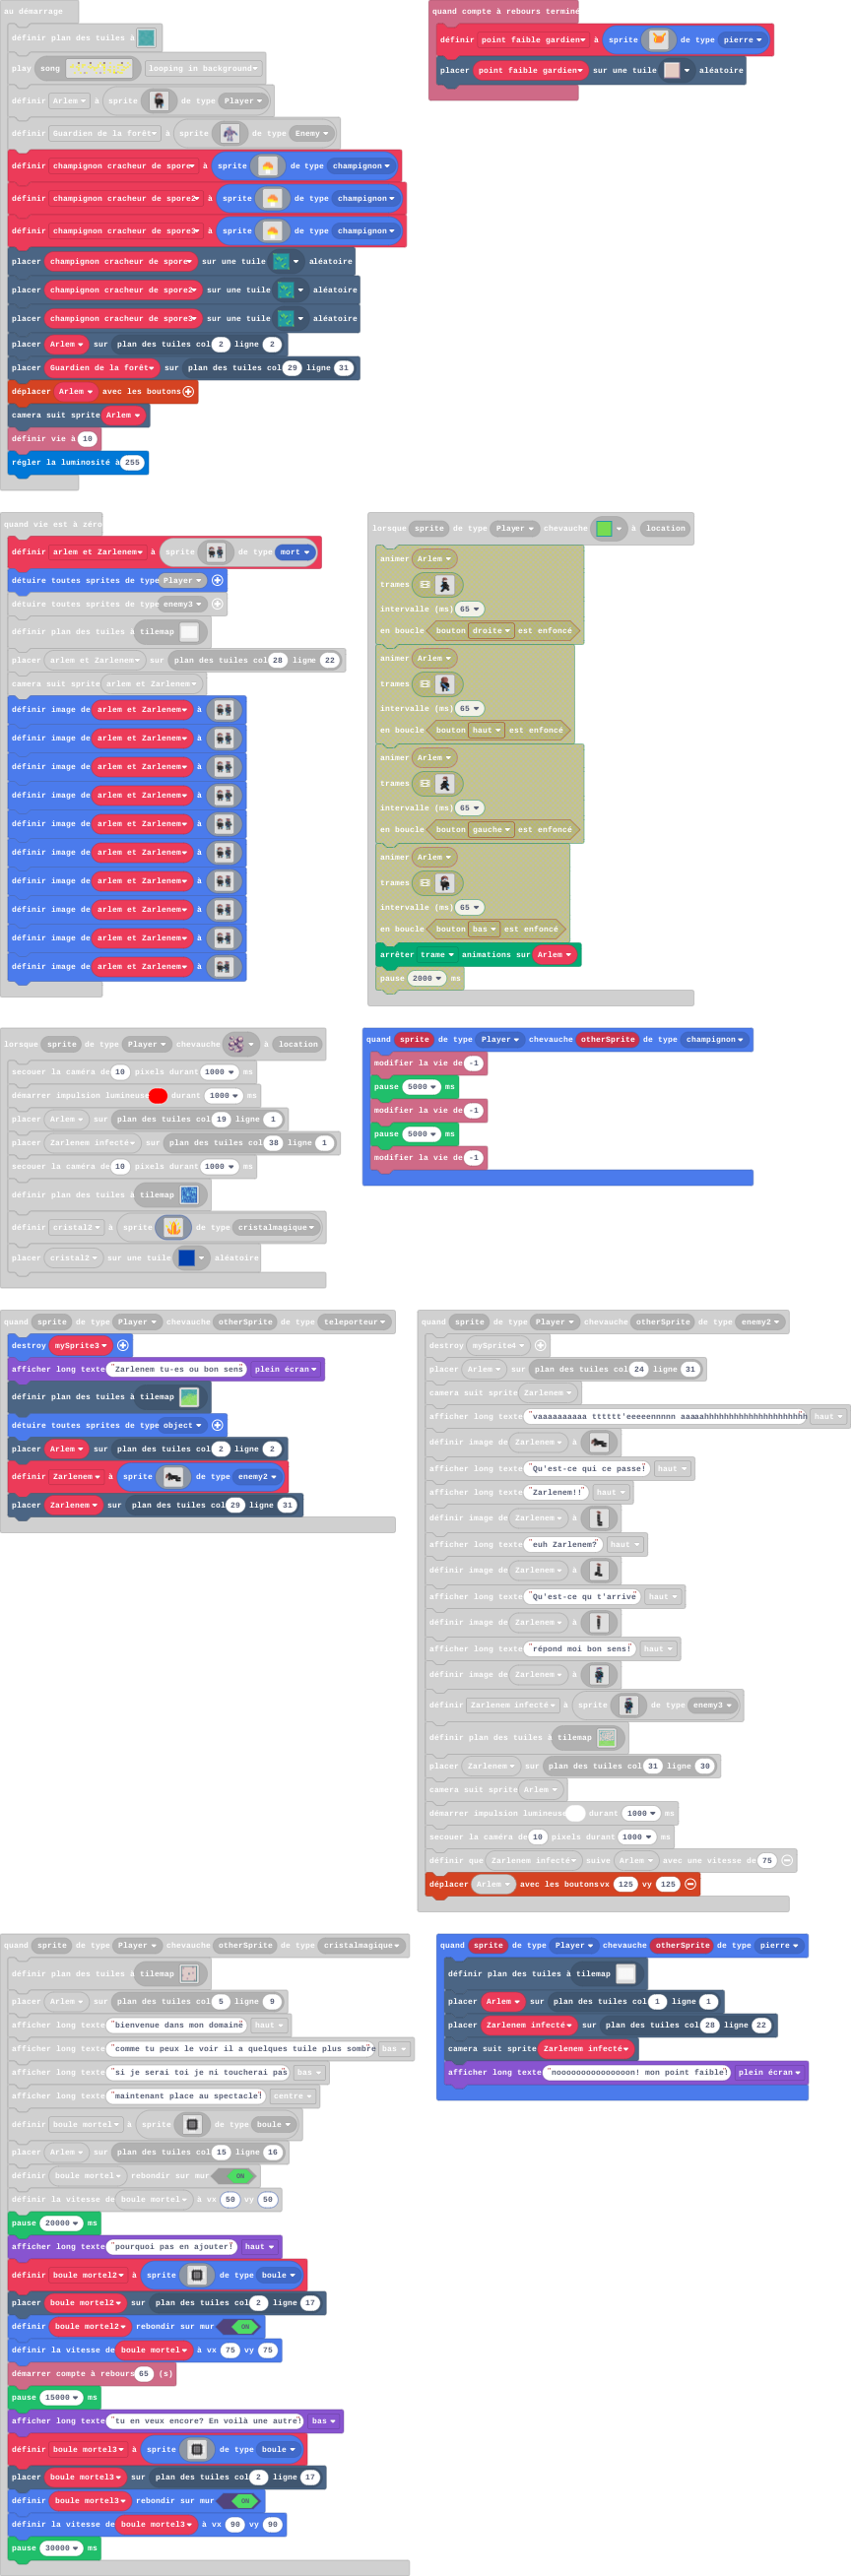 au démarrage
définir plan des tuiles à
play song looping in background
définir Arlem à sprite de type Player
définir Guardien de la forêt à sprite de type Enemy
définir champignon cracheur de spore à sprite de type champignon
définir champignon cracheur de spore2 à sprite de type champignon
définir champignon cracheur de spore3 à sprite de type champignon
placer champignon cracheur de spore sur une tuile aléatoire
placer champignon cracheur de spore2 sur une tuile aléatoire
placer champignon cracheur de spore3 sur une tuile aléatoire
placer Arlem sur plan des tuiles col 2 ligne 2
placer Guardien de la forêt sur plan des tuiles col 29 ligne 31
déplacer Arlem avec les boutons
camera suit sprite Arlem
définir vie à 10
régler la luminosité à 255
quand compte à rebours terminé
définir point faible gardien à sprite de type pierre
placer point faible gardien sur une tuile aléatoire
quand vie est à zéro
définir arlem et Zarlenem à sprite de type mort
détuire toutes sprites de type Player
détuire toutes sprites de type enemy3
définir plan des tuiles à tilemap
placer arlem et Zarlenem sur plan des tuiles col 28 ligne 22
camera suit sprite arlem et Zarlenem
définir image de arlem et Zarlenem à
définir image de arlem et Zarlenem à
définir image de arlem et Zarlenem à
définir image de arlem et Zarlenem à
définir image de arlem et Zarlenem à
définir image de arlem et Zarlenem à
définir image de arlem et Zarlenem à
définir image de arlem et Zarlenem à
définir image de arlem et Zarlenem à
définir image de arlem et Zarlenem à
lorsque sprite de type Player chevauche à location
animer Arlem
trames
intervalle (ms) 65
en boucle bouton droite est enfoncé
animer Arlem
trames
intervalle (ms) 65
en boucle bouton haut est enfoncé
animer Arlem
trames
intervalle (ms) 65
en boucle bouton gauche est enfoncé
animer Arlem
trames
intervalle (ms) 65
en boucle bouton bas est enfoncé
arrêter trame animations sur Arlem
pause 2000 ms
lorsque sprite de type Player chevauche à location
secouer la caméra de 10 pixels durant 1000 ms
démarrer impulsion lumineuse durant 1000 ms
placer Arlem sur plan des tuiles col 19 ligne 1
placer Zarlenem infecté sur plan des tuiles col 38 ligne 1
secouer la caméra de 10 pixels durant 1000 ms
définir plan des tuiles à tilemap
définir cristal2 à sprite de type cristalmagique
placer cristal2 sur une tuile aléatoire
quand sprite de type Player chevauche otherSprite de type champignon
modifier la vie de -1
pause 5000 ms
modifier la vie de -1
pause 5000 ms
modifier la vie de -1
quand sprite de type Player chevauche otherSprite de type teleporteur
destroy mySprite3
afficher long texte "Zarlenem tu-es ou bon sens" plein écran
définir plan des tuiles à tilemap
détuire toutes sprites de type object
placer Arlem sur plan des tuiles col 2 ligne 2
définir Zarlenem à sprite de type enemy2
placer Zarlenem sur plan des tuiles col 29 ligne 31
quand sprite de type Player chevauche otherSprite de type enemy2
destroy mySprite4
placer Arlem sur plan des tuiles col 24 ligne 31
camera suit sprite Zarlenem
afficher long texte haut
définir image de Zarlenem à
afficher long texte "Qu'est-ce qui ce passe!" haut
afficher long texte "Zarlenem!!" haut
définir image de Zarlenem à
afficher long texte "euh Zarlenem?" haut
définir image de Zarlenem à
afficher long texte "Qu'est-ce qu t'arrive" haut
définir image de Zarlenem à
afficher long texte "répond moi bon sens!" haut
définir image de Zarlenem à
définir Zarlenem infecté à sprite de type enemy3
définir plan des tuiles à tilemap
placer Zarlenem sur plan des tuiles col 31 ligne 30
camera suit sprite Arlem
démarrer impulsion lumineuse durant 1000 ms
secouer la caméra de 10 pixels durant 1000 ms
définir que Zarlenem infecté suive Arlem avec une vitesse de 75
déplacer Arlem avec les boutons vx 125 vy 125
quand sprite de type Player chevauche otherSprite de type cristalmagique
définir plan des tuiles à tilemap
placer Arlem sur plan des tuiles col 5 ligne 9
afficher long texte "bienvenue dans mon domaine" haut
afficher long texte "comme tu peux le voir il a quelques tuile plus sombre" bas
afficher long texte "si je serai toi je ni toucherai pas" bas
afficher long texte "maintenant place au spectacle!" centre
définir boule mortel à sprite de type boule
placer Arlem sur plan des tuiles col 15 ligne 16
définir boule mortel rebondir sur mur ON
définir la vitesse de boule mortel à vx 50 vy 50
pause 20000 ms
afficher long texte "pourquoi pas en ajouter!" haut
définir boule mortel2 à sprite de type boule
placer boule mortel2 sur plan des tuiles col 2 ligne 17
définir boule mortel2 rebondir sur mur ON
définir la vitesse de boule mortel à vx 75 vy 75
démarrer compte à rebours 65 (s)
pause 15000 ms
afficher long texte "tu en veux encore? En voilà une autre!" bas
définir boule mortel3 à sprite de type boule
placer boule mortel3 sur plan des tuiles col 2 ligne 17
définir boule mortel3 rebondir sur mur ON
définir la vitesse de boule mortel3 à vx 90 vy 90
pause 30000 ms
quand sprite de type Player chevauche otherSprite de type pierre
définir plan des tuiles à tilemap
placer Arlem sur plan des tuiles col 1 ligne 1
placer Zarlenem infecté sur plan des tuiles col 28 ligne 22
camera suit sprite Zarlenem infecté
afficher long texte "nooooooooooooooon! mon point faible!" plein écran